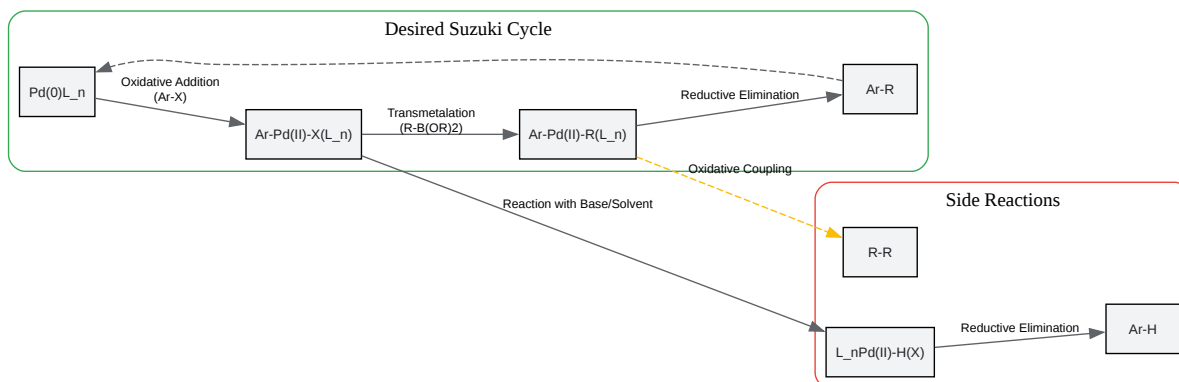 Desired Suzuki Cycle
Pd(0)L_n
Oxidative Addition
(Ar-X)
Ar-Pd(II)-X(L_n)
Transmetalation
(R-B(OR)2)
Ar-Pd(II)-R(L_n)
Reductive Elimination
Ar-R
Oxidative Coupling
Reaction with Base/Solvent
Side Reactions
R-R
L_nPd(II)-H(X)
Reductive Elimination
Ar-H